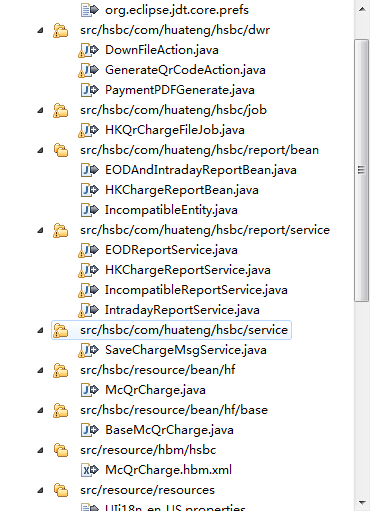 org.eclipse.jdt.core.prefs
src/hsbc/com/huateng/hsbc/dwr
DownFileAction.java
GenerateQrCodeAction.java
PaymentPDFGenerate.java
src/hsbc/com/huateng/hsbc/job
HKQrChargeFileJob.java
src/hsbc/com/huateng/hsbc/report/bean
EODAndIntradayReportBean.java
HKChargeReportBean.java
IncompatibleEntity.java
src/hsbc/com/huateng/hsbc/report/service
EODReportService.java
HKChargeReportService.java
IncompatibleReportService.java
IntradayReportService.java
src/hsbc/com/huateng/hsbc/service
SaveChargeMsgService.java
src/hsbc/resource/bean/hf
McQrCharge.java
src/hsbc/resource/bean/hf/base
BaseMcQrCharge.java
src/resource/hbm/hsbc
McQrCharge.hbm.xml
src/resource/resources
UIi18n_en_US.properties